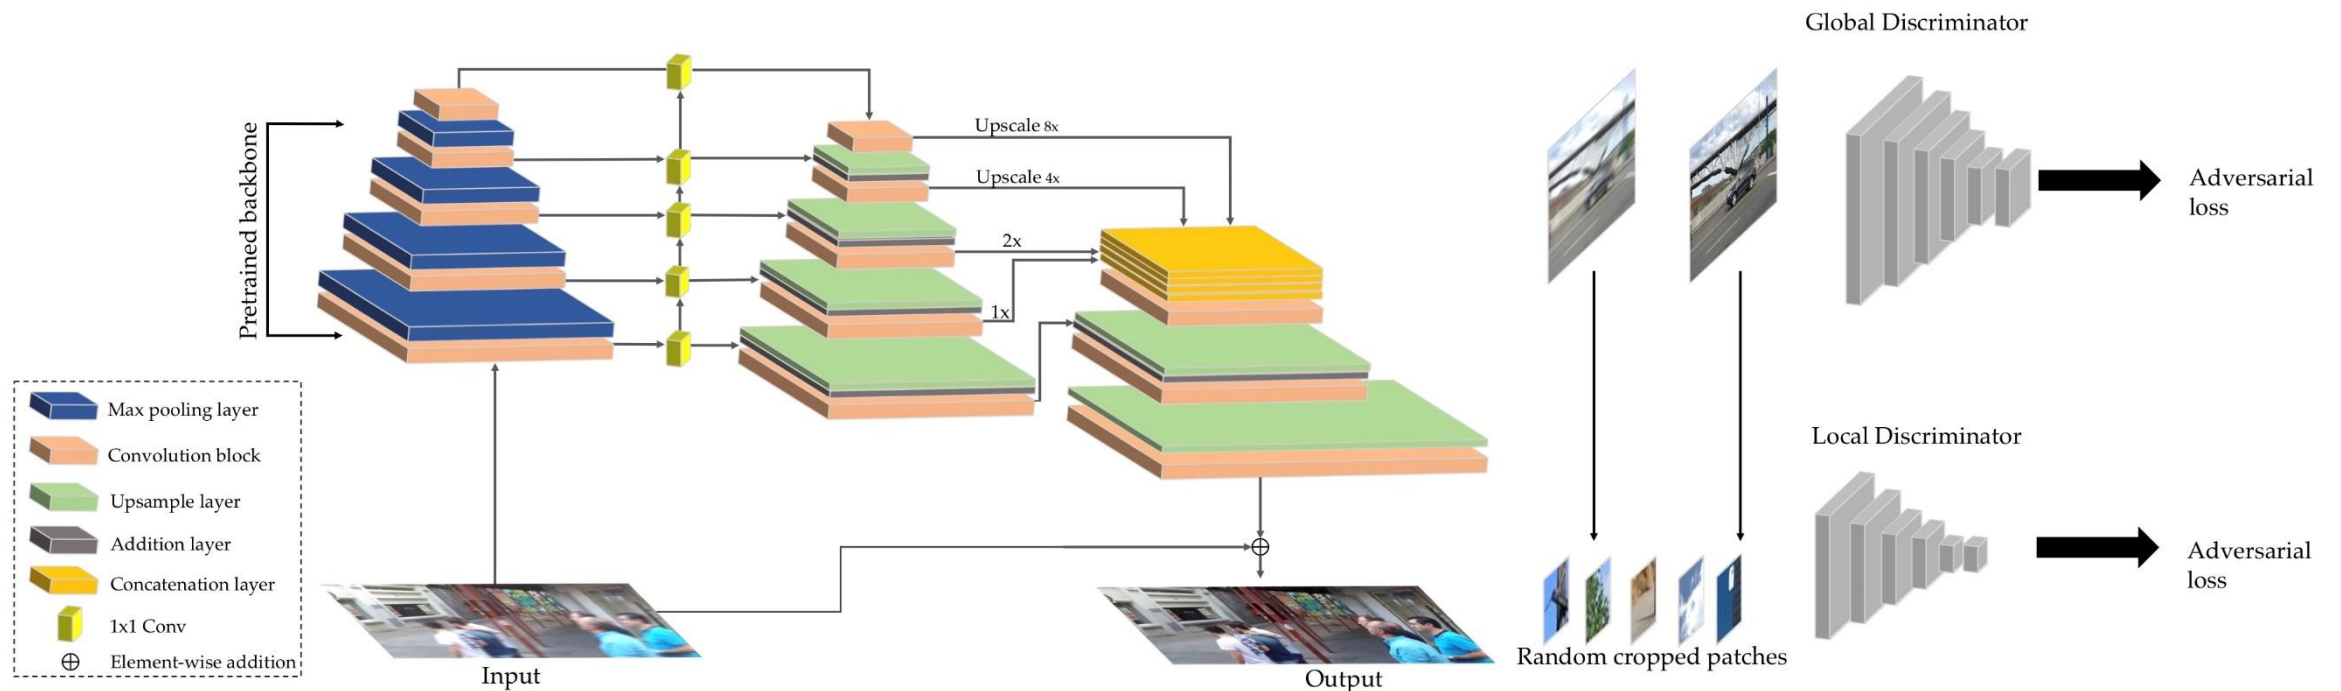 Global Discriminator
Pretrained backbone
Upscale 8x
Upscale 4x
2x
1x
Adversarial
loss
Max pooling layer
Convolution block
Upsample layer
Addition layer
Concatenation layer
1x1 Conv
Element-wise addition
Input
Output
Local Discriminator
Adversarial
loss
Random cropped patches